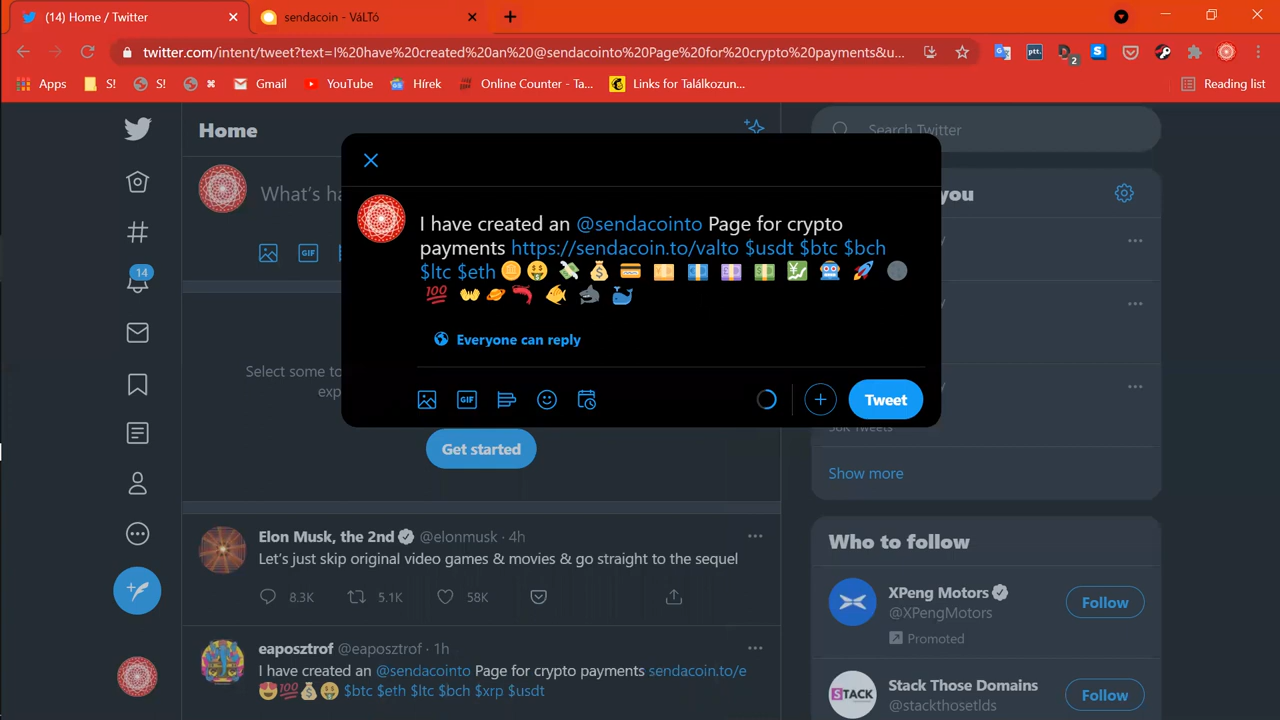 (14) Home / Twitter
sendacoin - VáLTó
twitter.com/intent/tweet?text=I%20have%20created%20an%20@sendacointo%20Page%20for%20crypto%20payments&u...
Apps
S!
S!
Gmail
YouTube
Hírek
Online Counter - Ta...
Links for Találkozun...
Reading list
Home
Search Twitter
What's ha
you
I have created an @sendacointo Page for crypto
payments https://sendacoin.to/valto $usdt $btc $bch
$ltc $eth 🪙🤑💸💰💳💴💶💷💵💹🤖🚀🌑
💯👐🪐🦐🐠🦈🐳
Everyone can reply
GIF
GIF
Tweet
14
2
ptt.
Select some to
exp
Get started
Show more
Who to follow
Elon Musk, the 2nd @elonmusk · 4h
Let's just skip original video games & movies & go straight to the sequel
8.3K
5.1K
58K
XPeng Motors
@XPengMotors
Promoted
Follow
eaposztrof @eaposztrof · 1h
I have created an @sendacointo Page for crypto payments sendacoin.to/e
😍💯💰🤑 $btc $eth $ltc $bch $xrp $usdt
STACK
Stack Those Domains
@stackthosetlds
Follow